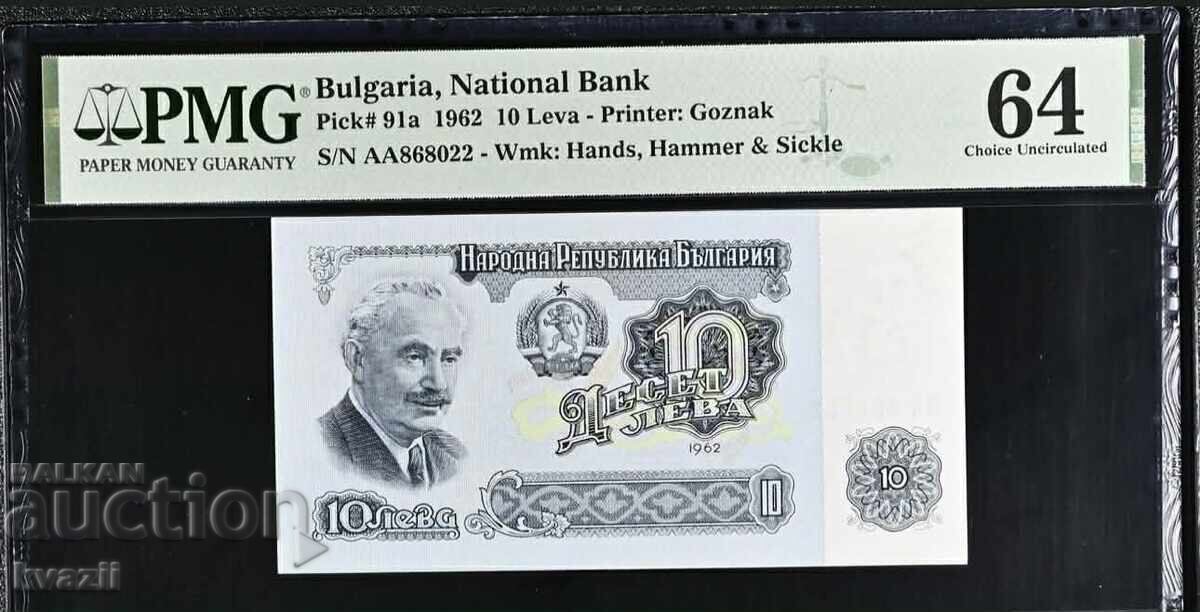 PMG®
PAPER MONEY GUARANTY
Bulgaria, National Bank
Pick# 91a 1962 10 Leva - Printer: Goznak
S/N AA868022 - Wmk: Hands, Hammer & Sickle
64
Choice Uncirculated
НАРОДНА РЕПУБЛИКА БЪЛГАРИЯ
10
ДЕСЕТ
ЛЕВА
1962
10
10 ЛЕВА
10
BALKAN
auction
kvazii